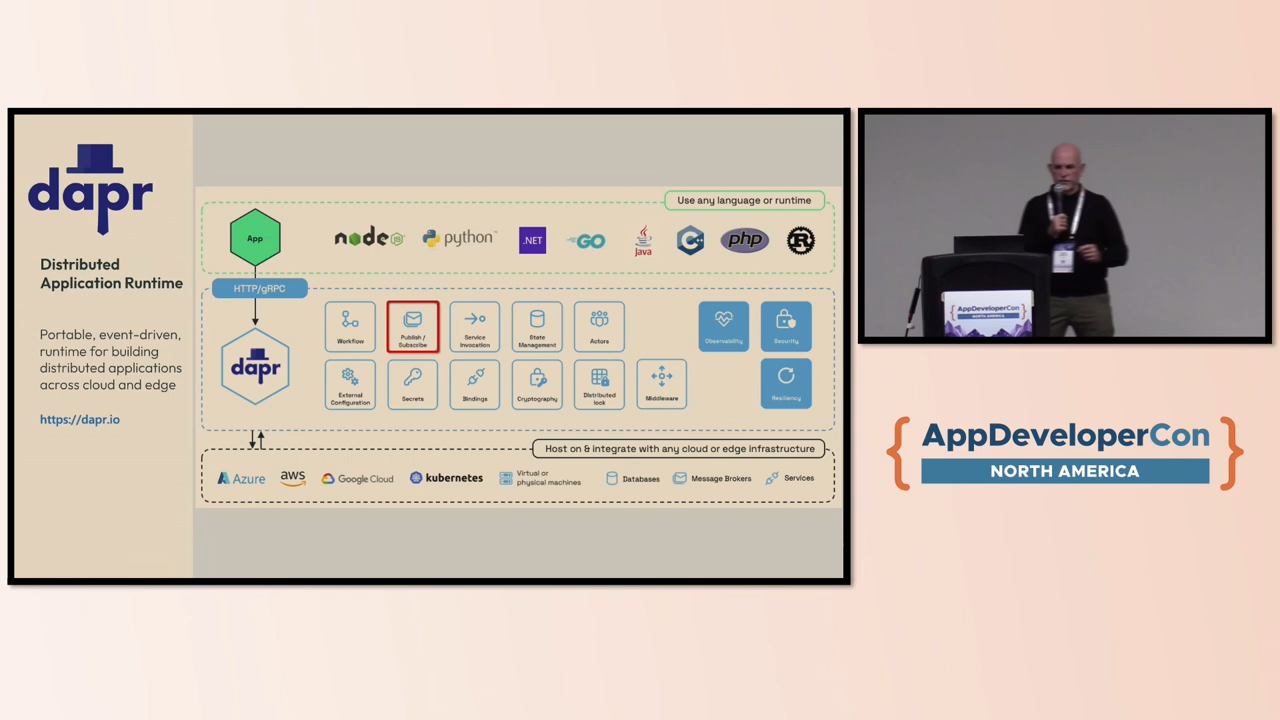 dapr
Distributed
Application Runtime
Portable, event-driven,
runtime for building
distributed applications
across cloud and edge
https://dapr.io
Use any language or runtime
App
node
JS
python
.NET
GO
Java
C++
php
R
HTTP/gRPC
dapr
Workflow
Publish /
Subscribe
Service
Invocation
State
Management
Actors
Observability
Security
External
Configuration
Secrets
Bindings
Cryptography
Distributed
lock
Middleware
Resiliency
Host on & integrate with any cloud or edge infrastructure
Azure
aws
Google Cloud
kubernetes
Virtual or
physical machines
Databases
Message Brokers
Services
AppDeveloperCon
NORTH AMERICA
{ AppDeveloperCon }
NORTH AMERICA